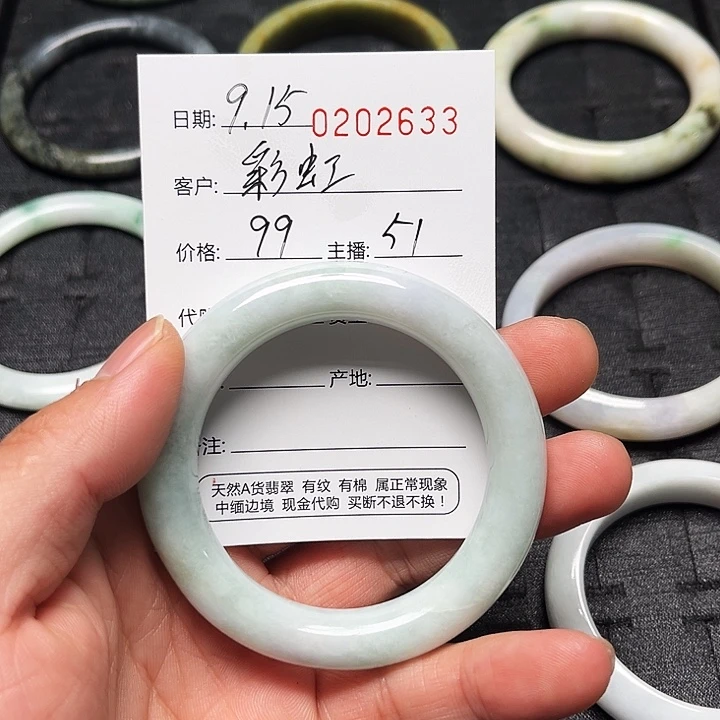 日期: 9.15 0202633
客户: 彩虹
价格: 99 主播: 51
产地:
注:
天然A货翡翠 有纹 有棉 属正常现象
中缅边境 现金代购 买断不退不换！